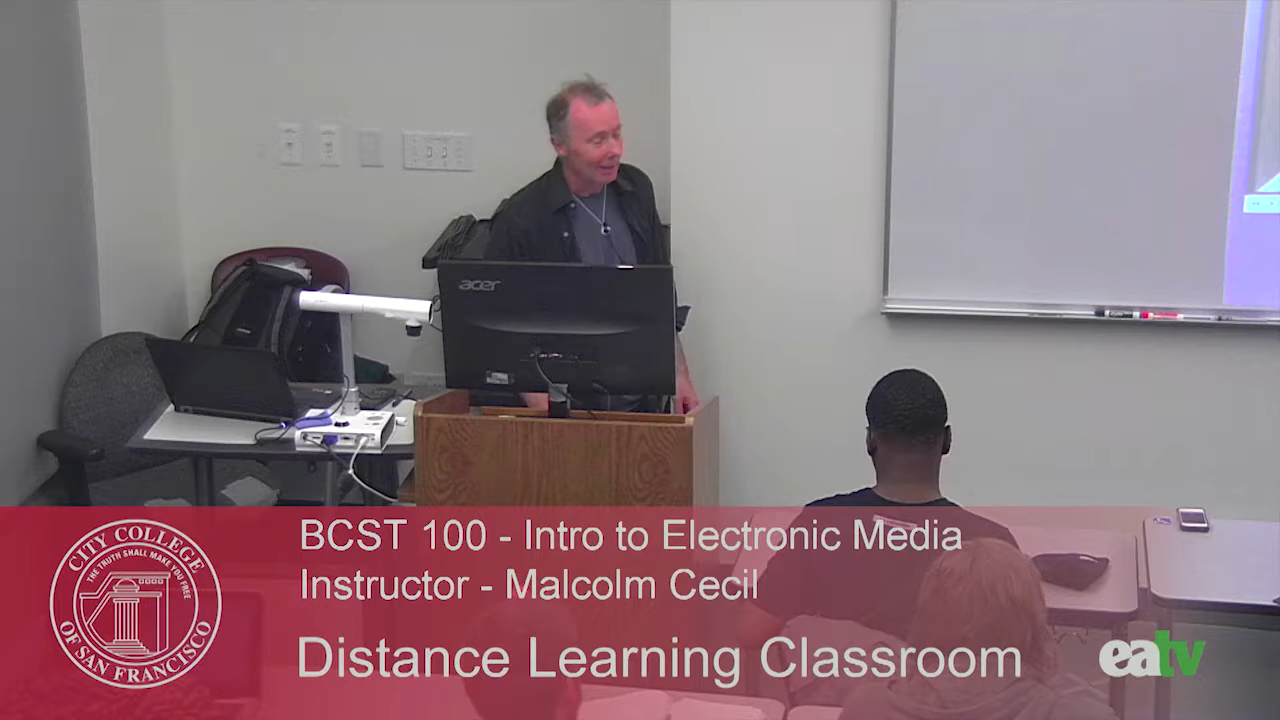 acer
BCST 100 - Intro to Electronic Media
Instructor - Malcolm Cecil
Distance Learning Classroom
CITY COLLEGE
OF SAN FRANCISCO
THE TRUTH SHALL MAKE YOU FREE
eatv